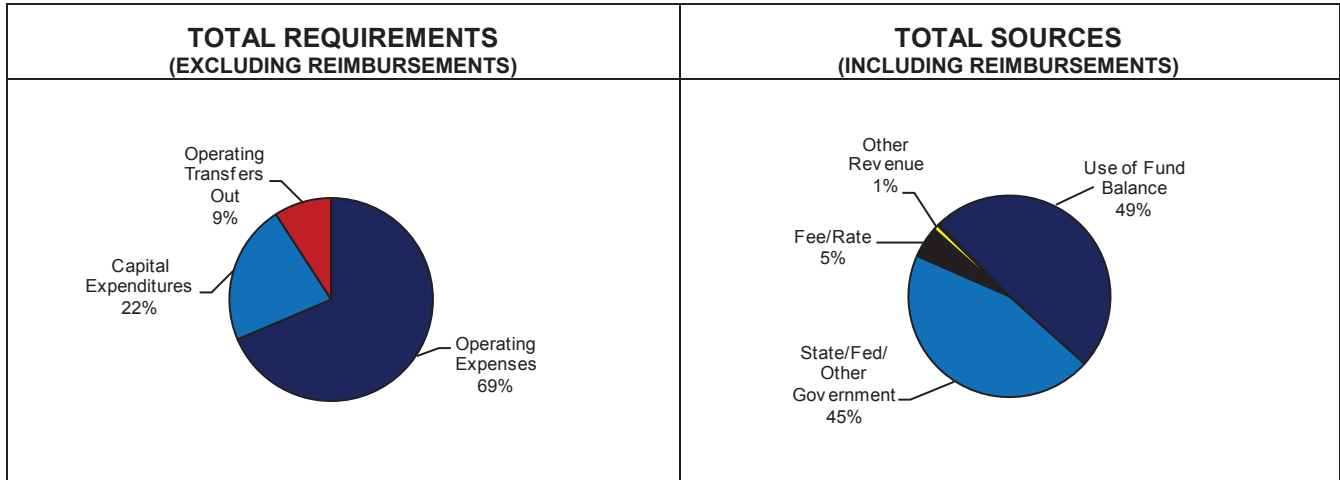 TOTAL REQUIREMENTS
(EXCLUDING REIMBURSEMENTS)
Operating
Transfers
Out
9%
Capital
Expenditures
22%
Operating
Expenses
69%
TOTAL SOURCES
(INCLUDING REIMBURSEMENTS)
Other
Revenue
1%
Use of Fund
Balance
49%
Fee/Rate
5%
State/Fed/
Other
Government
45%